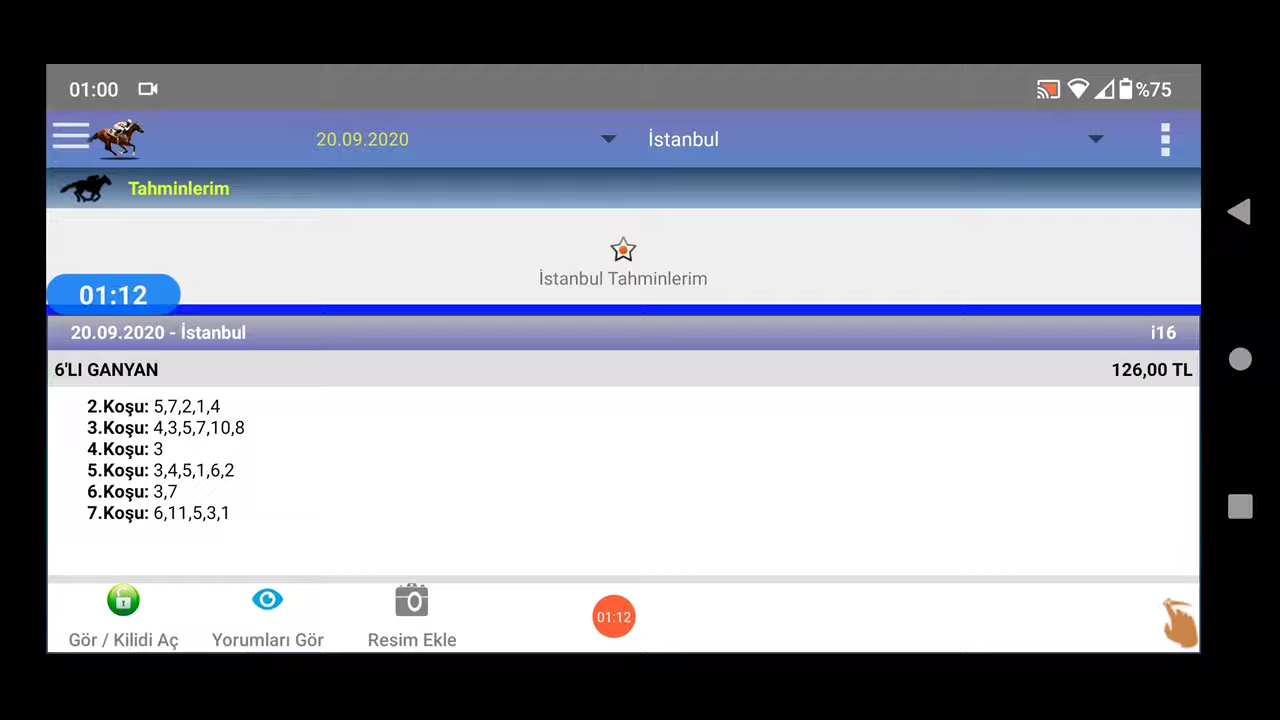 01:00 %75
20.09.2020 İstanbul
Tahminlerim
İstanbul Tahminlerim
01:12
20.09.2020 - İstanbul i16
6'LI GANYAN 126,00 TL
2.Koşu: 5,7,2,1,4
3.Koşu: 4,3,5,7,10,8
4.Koşu: 3
5.Koşu: 3,4,5,1,6,2
6.Koşu: 3,7
7.Koşu: 6,11,5,3,1
01:12
Gör / Kilidi Aç Yorumları Gör Resim Ekle